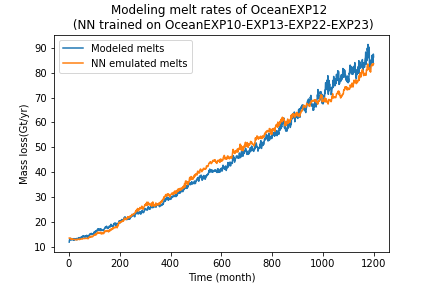 Modeling melt rates of OceanEXP12
(NN trained on OceanEXP10-EXP13-EXP22-EXP23)
Modeled melts
NN emulated melts
Mass loss(Gt/yr)
90
80
70
60
50
40
30
20
10
0
200
400
600
800
1000
1200
Time (month)